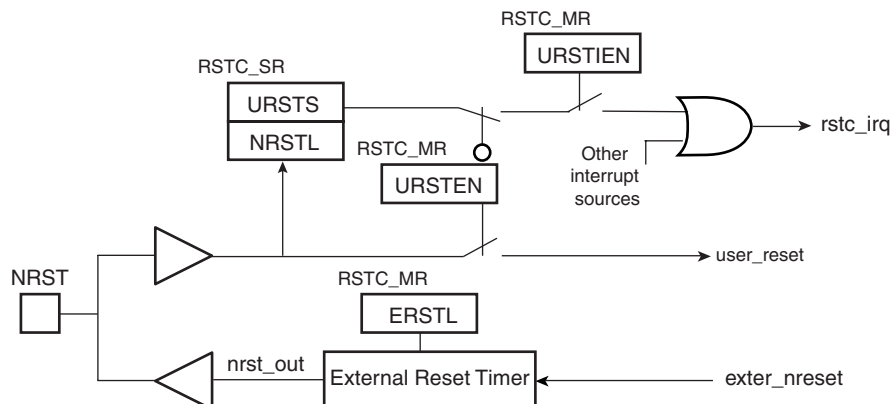 RSTC_MR
URSTIEN
RSTC_SR
URSTS
NRSTL
rstc_irq
RSTC_MR
URSTEN
Other
interrupt
sources
user_reset
NRST
RSTC_MR
ERSTL
nrst_out
External Reset Timer
exter_nreset